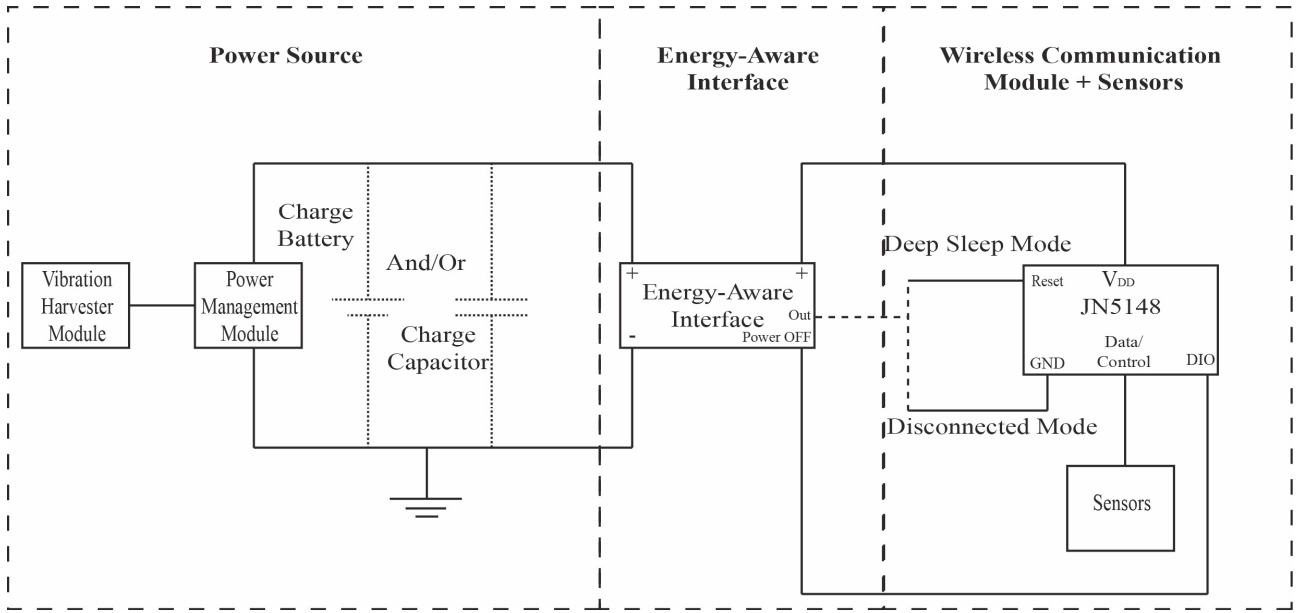 Power Source
Energy-Aware
Interface
Wireless Communication
Module + Sensors
Charge
Battery
And/Or
Charge
Capacitor
Vibration
Harvester
Module
Power
Management
Module
+
+
Energy-Aware
Interface
Out
-
Power OFF
Deep Sleep Mode
Reset
VDD
JN5148
Data/
Control
GND
DIO
Disconnected Mode
Sensors